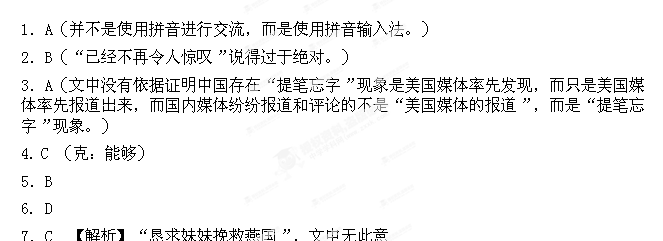 1. A(并不是使用拼音进行交流，而是使用拼音输入法。)
2. B(“已经不再令人惊叹”说得过于绝对。)
3. A(文中没有依据证明中国存在“提笔忘字”现象是美国媒体率先发现，而只是美国媒
体率先报道出来，而国内媒体纷纷报道和评论的不是“美国媒体的报道”，而是“提笔忘
字”现象。)
4. C (克：能够)
5. B
6. D
7. C 【解析】“恳求妹妹挽救燕国”，文中无此意